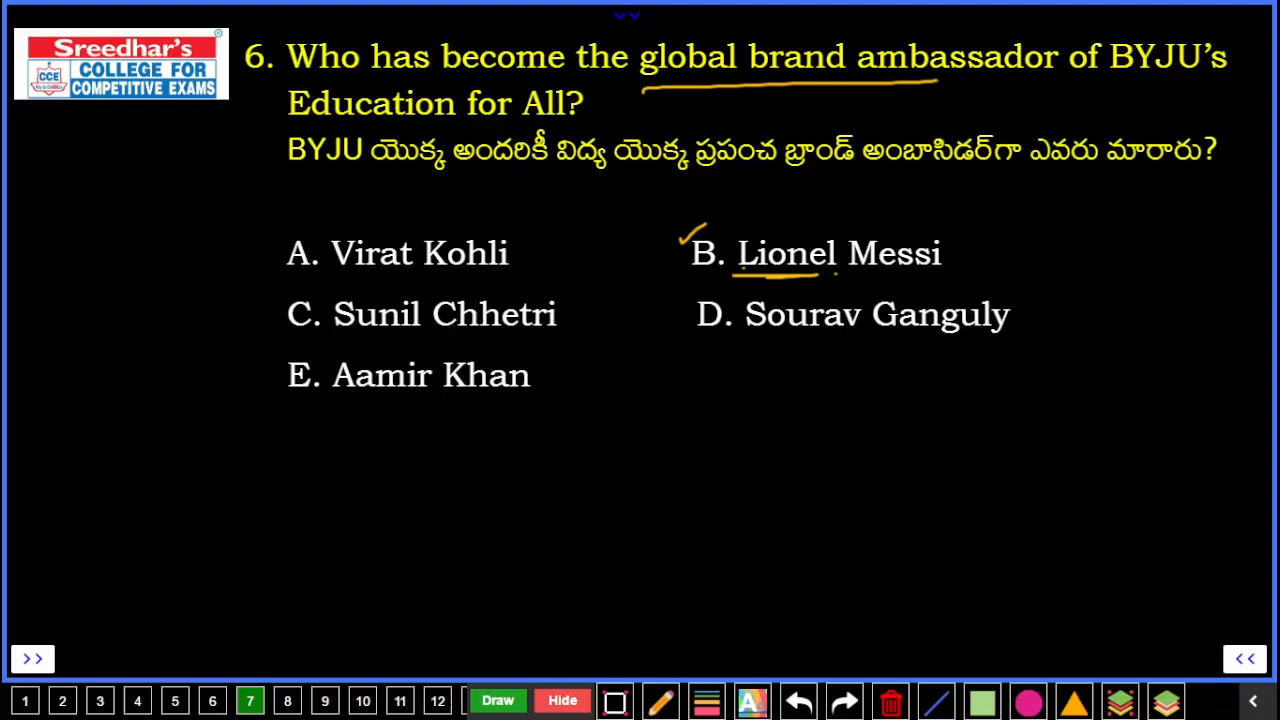 Sreedhar's
CCE
COLLEGE FOR
COMPETITIVE EXAMS
6. Who has become the global brand ambassador of BYJU's
Education for All?
BYJU యొక్క అందరికీ విద్య యొక్క ప్రపంచ బ్రాండ్ అంబాసిడర్‌గా ఎవరు మారారు?
A. Virat Kohli B. Lionel Messi
C. Sunil Chhetri D. Sourav Ganguly
E. Aamir Khan
>> <<
1 2 3 4 5 6 7 8 9 10 11 12 Draw Hide A <